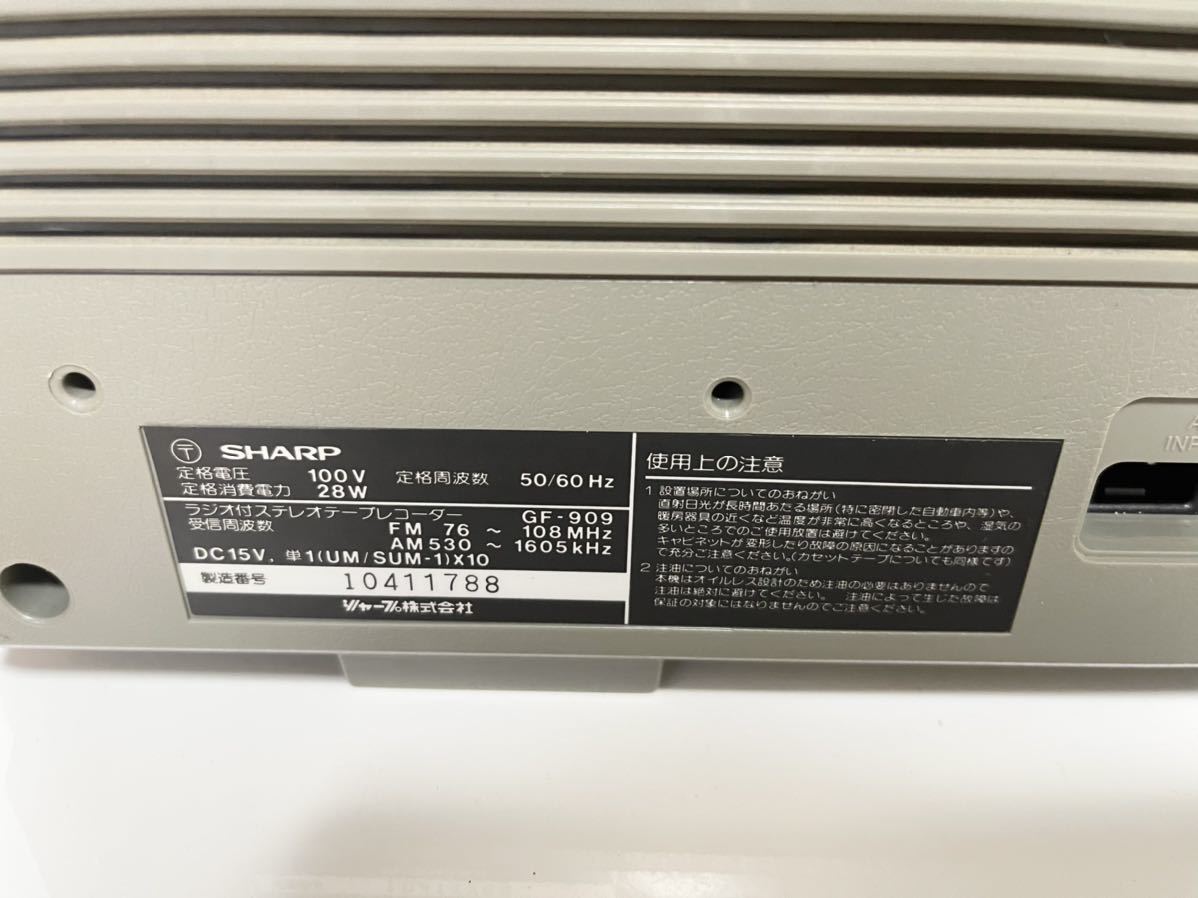 〒 SHARP
定格電圧 100V 定格周波数 50/60Hz
定格消費電力 28W
ラジオ付ステレオテープレコーダー GF-909
受信周波数 FM 76 ～ 108MHz
AM 530 ～ 1605kHz
DC15V, 単1(UM/SUM-1)X10
製造番号 10411788
シャープ株式会社
使用上の注意
1 設置場所についてのおねがい
直射日光が長時間あたる場所(特に密閉した自動車内等)や、
暖房器具の近くなど温度が非常に高くなるところや、湿気の
多いところでのご使用放置は避けてください。
キャビネットが変形したり故障の原因になることがありますの
で充分ご注意ください。(カセットテープについても同様です)
2 注油についてのおねがい
本機はオイルレス設計のため注油の必要はありませんので
注油は絶対に避けてください。 注油によって生じた故障は
保証の対象にはなりませんのでご注意ください。